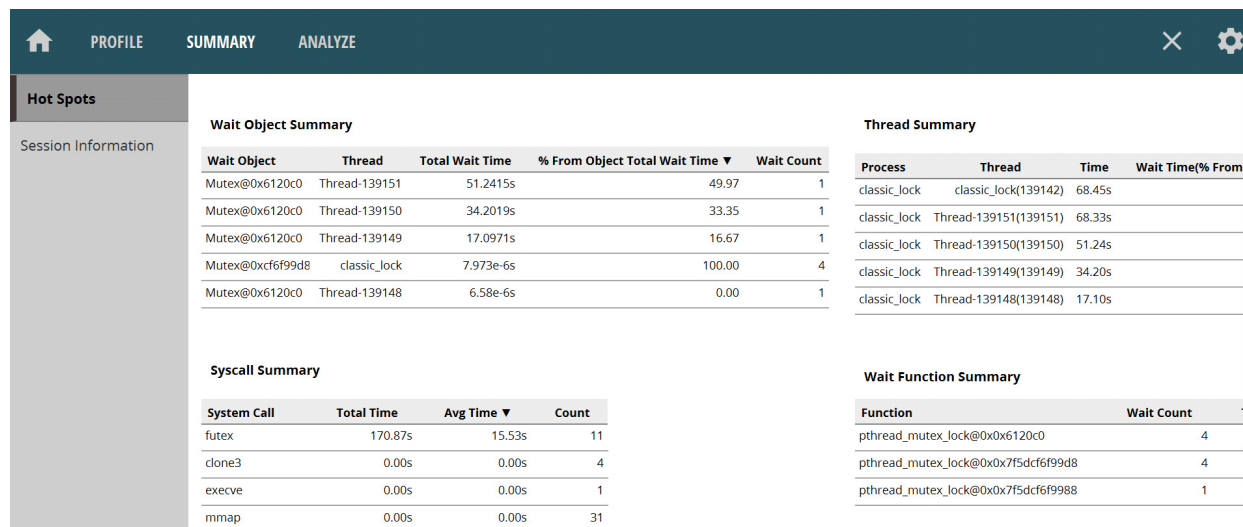 PROFILE SUMMARY ANALYZE
Hot Spots
Session Information
Wait Object Summary
Wait Object Thread Total Wait Time % From Object Total Wait Time ▼ Wait Count
Mutex@0x6120c0 Thread-139151 51.2415s 49.97 1
Mutex@0x6120c0 Thread-139150 34.2019s 33.35 1
Mutex@0x6120c0 Thread-139149 17.0971s 16.67 1
Mutex@0xcf6f99d8 classic_lock 7.973e-6s 100.00 4
Mutex@0x6120c0 Thread-139148 6.58e-6s 0.00 1
Thread Summary
Process Thread Time Wait Time(% From
classic_lock classic_lock(139142) 68.45s
classic_lock Thread-139151(139151) 68.33s
classic_lock Thread-139150(139150) 51.24s
classic_lock Thread-139149(139149) 34.20s
classic_lock Thread-139148(139148) 17.10s
Syscall Summary
System Call Total Time Avg Time ▼ Count
futex 170.87s 15.53s 11
clone3 0.00s 0.00s 4
execve 0.00s 0.00s 1
mmap 0.00s 0.00s 31
Wait Function Summary
Function Wait Count
pthread_mutex_lock@0x0x6120c0 4
pthread_mutex_lock@0x0x7f5dcf6f99d8 4
pthread_mutex_lock@0x0x7f5dcf6f9988 1